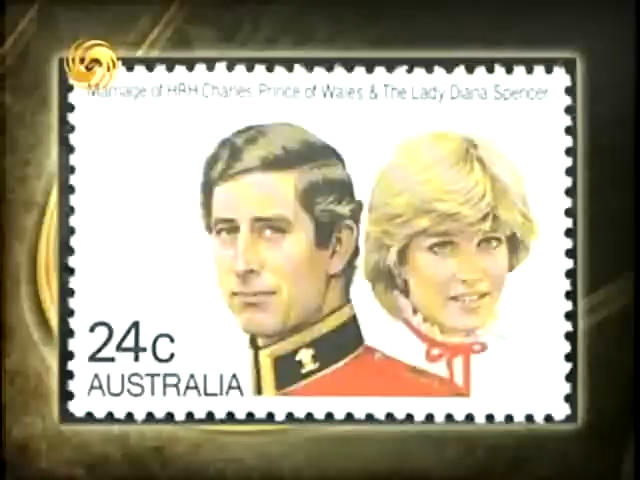 Marriage of HRH Charles Prince of Wales & The Lady Diana Spencer
24c
AUSTRALIA